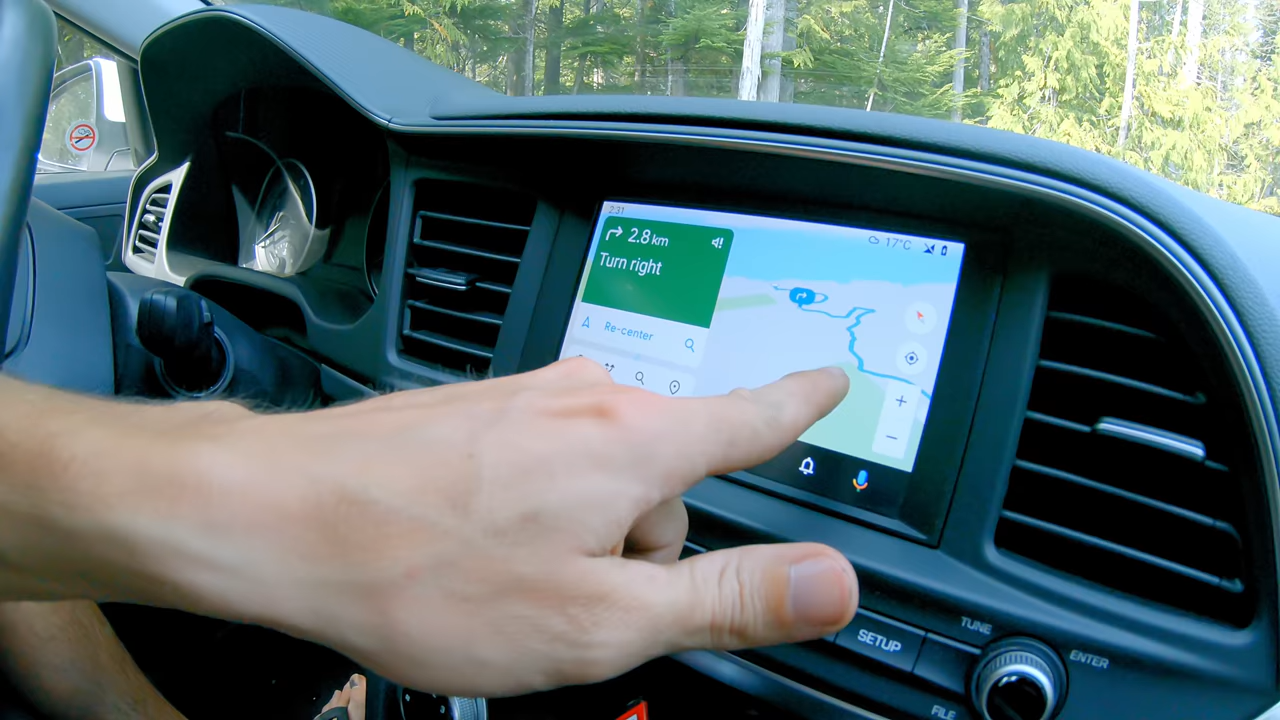 2:31
2.8 km
Turn right
17°C
Re-center
+
−
SETUP
TUNE
ENTER
FILE